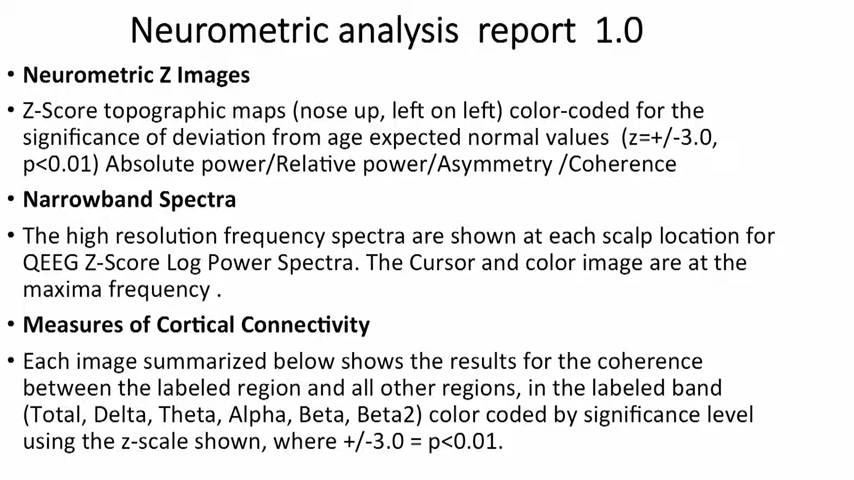 Neurometric analysis report 1.0
• Neurometric Z Images
• Z-Score topographic maps (nose up, left on left) color-coded for the
significance of deviation from age expected normal values (z=+/-3.0,
p<0.01) Absolute power/Relative power/Asymmetry /Coherence
• Narrowband Spectra
• The high resolution frequency spectra are shown at each scalp location for
QEEG Z-Score Log Power Spectra. The Cursor and color image are at the
maxima frequency .
• Measures of Cortical Connectivity
• Each image summarized below shows the results for the coherence
between the labeled region and all other regions, in the labeled band
(Total, Delta, Theta, Alpha, Beta, Beta2) color coded by significance level
using the z-scale shown, where +/-3.0 = p<0.01.